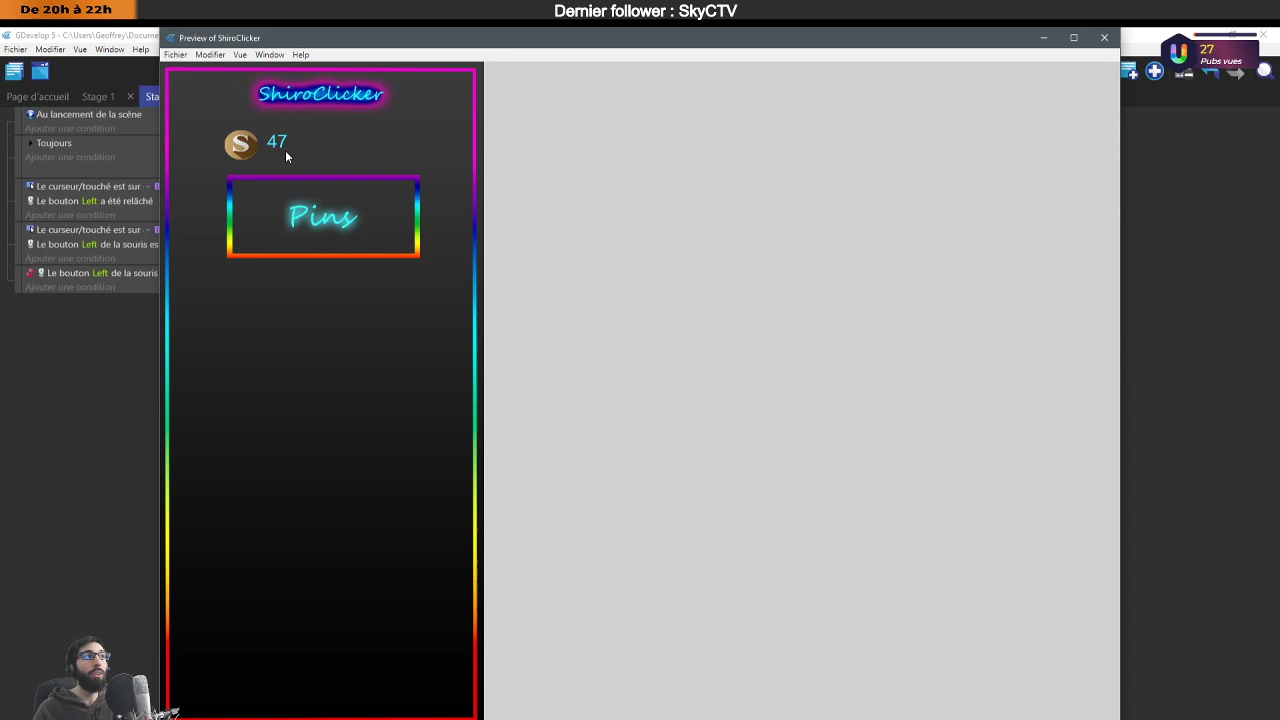 De 20h à 22h
Dernier follower : SkyCTV
GDevelop 5 - C:\Users\Geoffrey\Docume
Preview of ShiroClicker
27
Pubs vues
Fichier Modifier Vue Window Help
Fichier Modifier Vue Window Help
Page d'accueil Stage 1 Sta
ShiroClicker
S 47
Pins
Au lancement de la scène
Ajouter une condition
Toujours
Ajouter une condition
Le curseur/touché est sur B
Le bouton Left a été relâché
Ajouter une condition
Le curseur/touché est sur B
Le bouton Left de la souris es
Ajouter une condition
Le bouton Left de la souris
Ajouter une condition